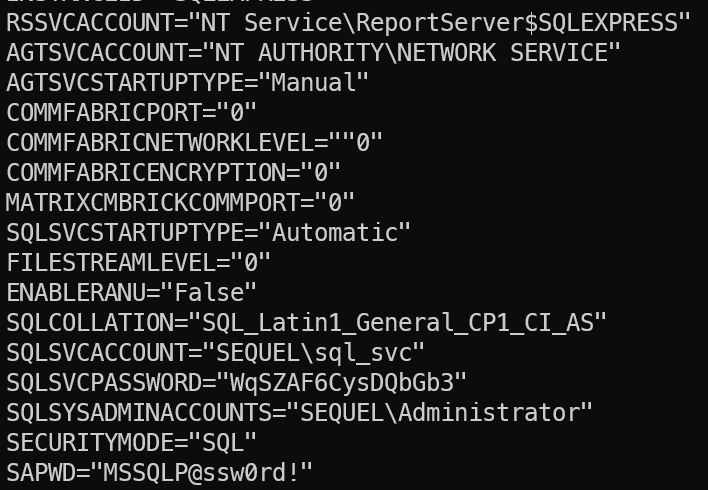 RSSVCACCOUNT="NT Service\ReportServer$SQLEXPRESS"
AGTSVCACCOUNT="NT AUTHORITY\NETWORK SERVICE"
AGTSVCSTARTUPTYPE="Manual"
COMMFABRICPORT="0"
COMMFABRICNETWORKLEVEL=""0"
COMMFABRICENCRYPTION="0"
MATRIXCMBRICKCOMMPORT="0"
SQLSVCSTARTUPTYPE="Automatic"
FILESTREAMLEVEL="0"
ENABLERANU="False"
SQLCOLLATION="SQL_Latin1_General_CP1_CI_AS"
SQLSVCACCOUNT="SEQUEL\sql_svc"
SQLSVCPASSWORD="WqSZAF6CysDQbGb3"
SQLSYSADMINACCOUNTS="SEQUEL\Administrator"
SECURITYMODE="SQL"
SAPWD="MSSQLP@ssw0rd!"